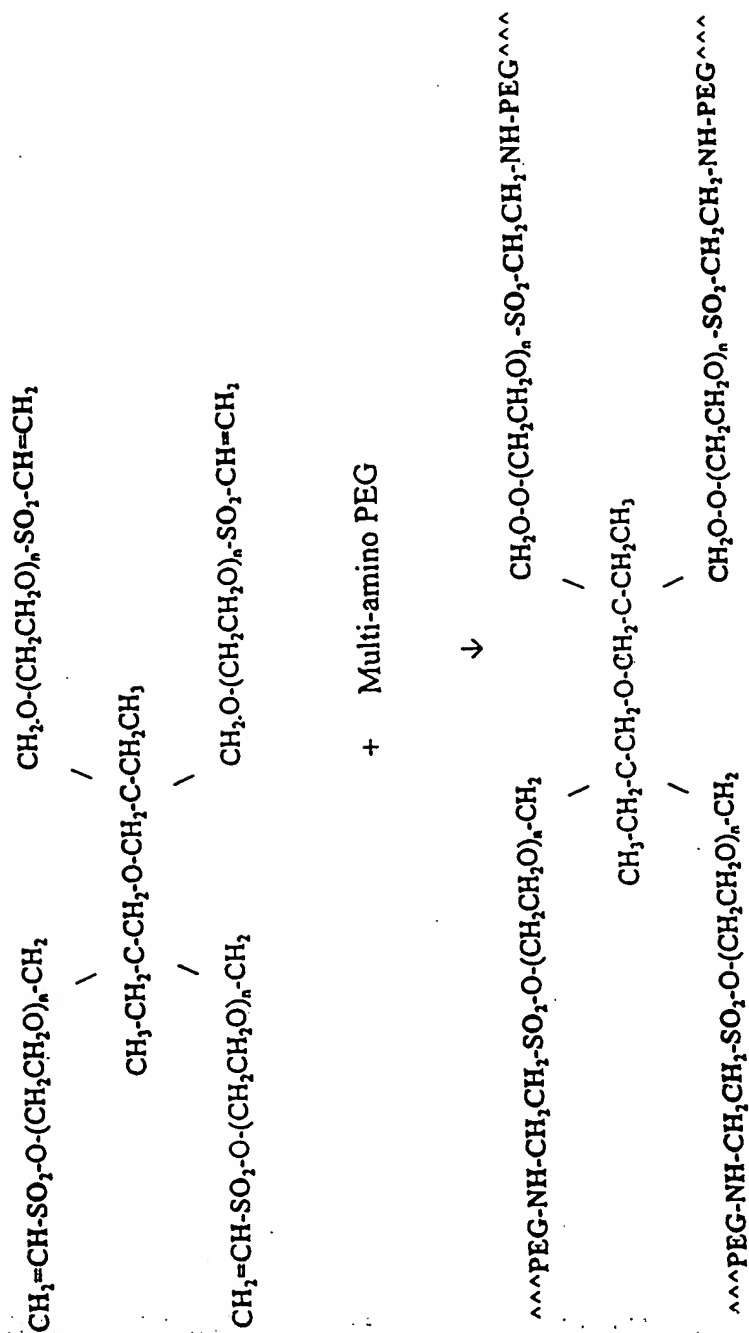 CH₂=CH-SO₂-O-(CH₂CH₂O)ₙ-CH₂ CH₂.O-(CH₂CH₂O)ₙ-SO₂-CH=CH₂
\ /
CH₃-CH₂-C-CH₂-O-CH₂-C-CH₂CH₃
/ \
CH₂=CH-SO₂-O-(CH₂CH₂O)ₙ-CH₂ CH₂.O-(CH₂CH₂O)ₙ-SO₂-CH=CH₂
+ Multi-amino PEG
→
^^^PEG-NH-CH₂CH₂-SO₂-O-(CH₂CH₂O)ₙ-CH₂ CH₂O-O-(CH₂CH₂O)ₙ-SO₂-CH₂CH₂-NH-PEG^^^
\ /
CH₃-CH₂-C-CH₂-O-CH₂-C-CH₂CH₃
/ \
^^^PEG-NH-CH₂CH₂-SO₂-O-(CH₂CH₂O)ₙ-CH₂ CH₂O-O-(CH₂CH₂O)ₙ-SO₂-CH₂CH₂-NH-PEG^^^